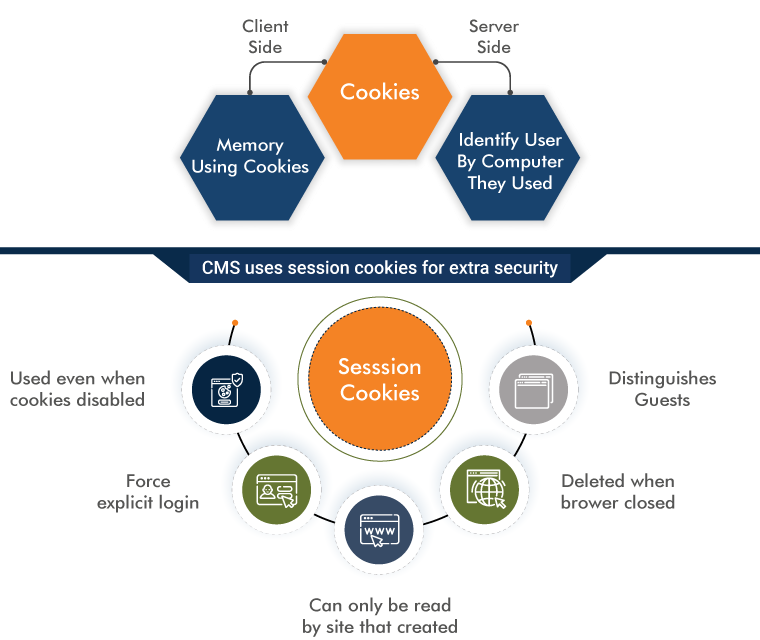 Client
Side
Server
Side
Cookies
Memory
Using Cookies
Identify User
By Computer
They Used
CMS uses session cookies for extra security
Sesssion
Cookies
Used even when
cookies disabled
Distinguishes
Guests
Force
explicit login
Deleted when
brower closed
WWW
Can only be read
by site that created